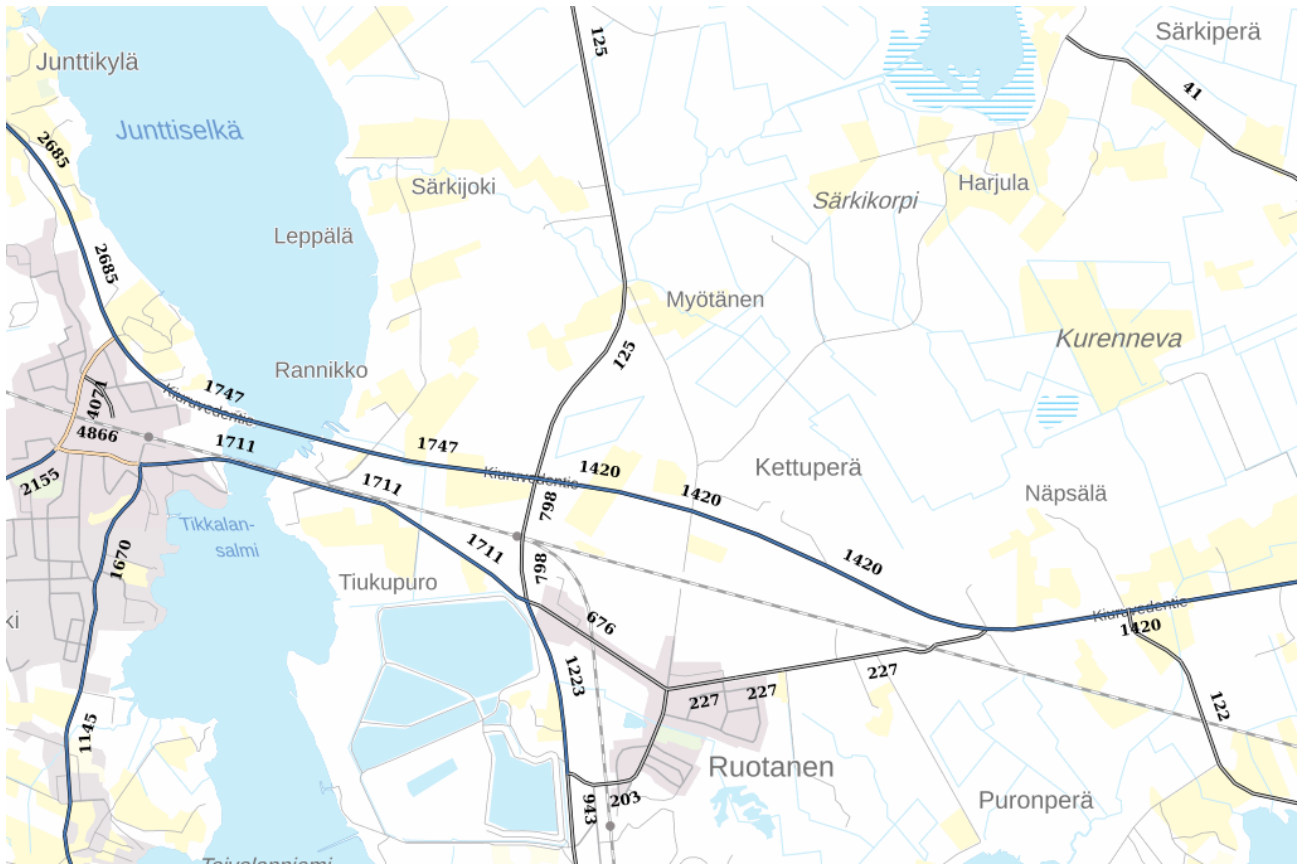 125
Särkiperä
Junttikylä
41
Junttiselkä
2685
Särkijoki
Harjula
Särkikorpi
Leppälä
2685
Myötänen
Kurenneva
125
Rannikko
1747
Kiuruvedentie
4071
4866
1711
1747
Kiuruvedentie
1420
Kettuperä
2155
1711
1420
Näpsälä
798
Tikkalan-
salmi
1711
1670
798
1420
Tiukupuro
Kiuruvedentie
1420
ki
676
1223
227
227
227
122
1145
Ruotanen
943
203
Puronperä